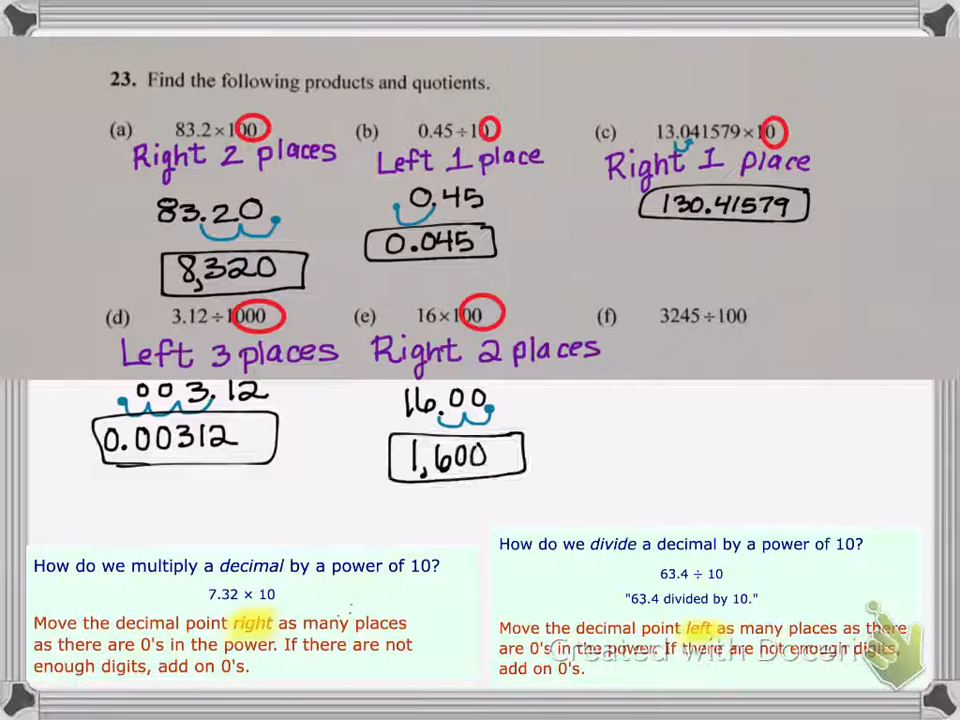 23. Find the following products and quotients.
(a) 83.2 × 100 (b) 0.45 ÷ 10 (c) 13.041579 × 10
Right 2 places Left 1 place Right 1 place
83.20 0.45 130.41579
8,320 0.045
(d) 3.12 ÷ 1000 (e) 16 × 100 (f) 3245 ÷ 100
Left 3 places Right 2 places
003.12 16.00
0.00312 1,600
How do we multiply a decimal by a power of 10?
7.32 × 10
Move the decimal point right as many places
as there are 0's in the power. If there are not
enough digits, add on 0's.
How do we divide a decimal by a power of 10?
63.4 ÷ 10
"63.4 divided by 10."
Move the decimal point left as many places as there
are 0's in the power. If there are not enough digits,
add on 0's.
Created with Docer